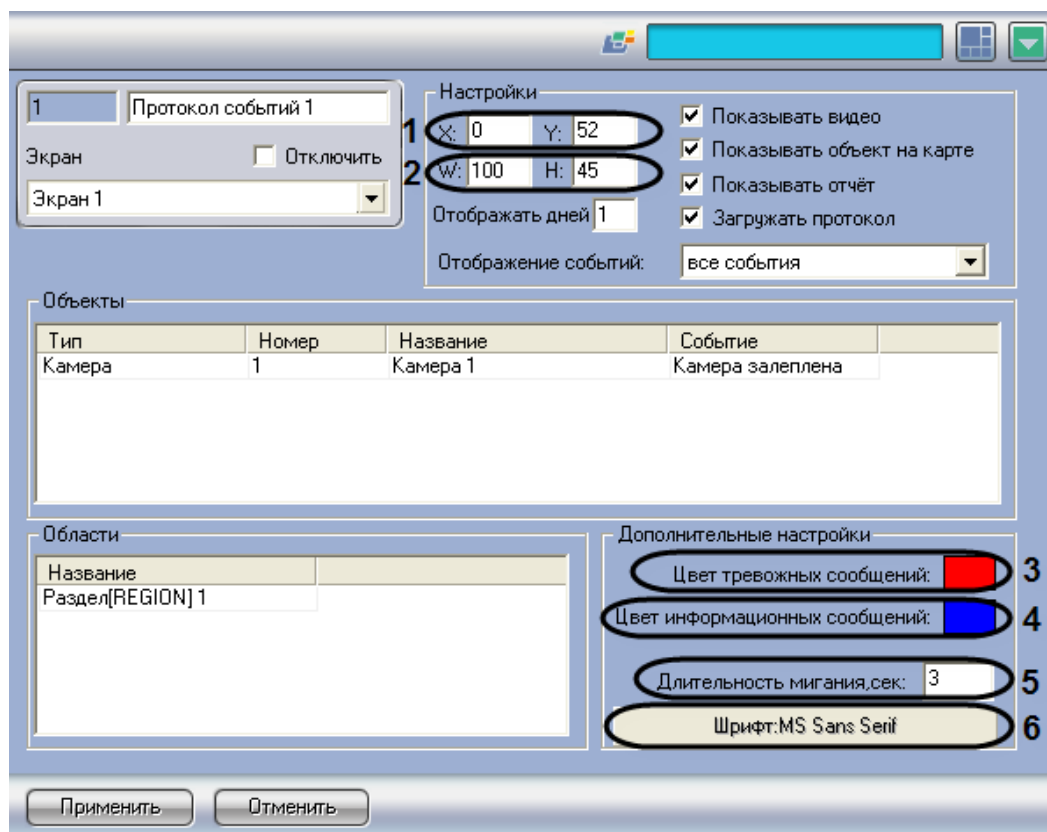 1 Протокол событий 1
Экран Отключить
Экран 1
Настройки
1 X: 0 Y: 52
2 W: 100 H: 45
Отображать дней 1
Показывать видео
Показывать объект на карте
Показывать отчёт
Загружать протокол
Отображение событий: все события
Объекты
Тип Номер Название Событие
Камера 1 Камера 1 Камера залеплена
Области
Название
Раздел[REGION] 1
Дополнительные настройки
Цвет тревожных сообщений: 3
Цвет информационных сообщений: 4
Длительность мигания,сек: 3 5
Шрифт:MS Sans Serif 6
Применить Отменить